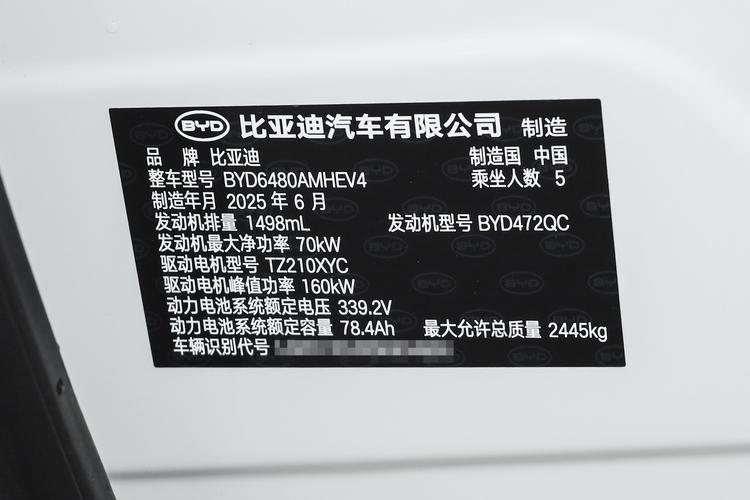 BYD 比亚迪汽车有限公司 制造
品 牌 比亚迪 制造国 中国
整车型号 BYD6480AMHEV4 乘坐人数 5
制造年月 2025 年 6 月
发动机排量 1498mL 发动机型号 BYD472QC
发动机最大净功率 70kW
驱动电机型号 TZ210XYC
驱动电机峰值功率 160kW
动力电池系统额定电压 339.2V
动力电池系统额定容量 78.4Ah 最大允许总质量 2445kg
车辆识别代号